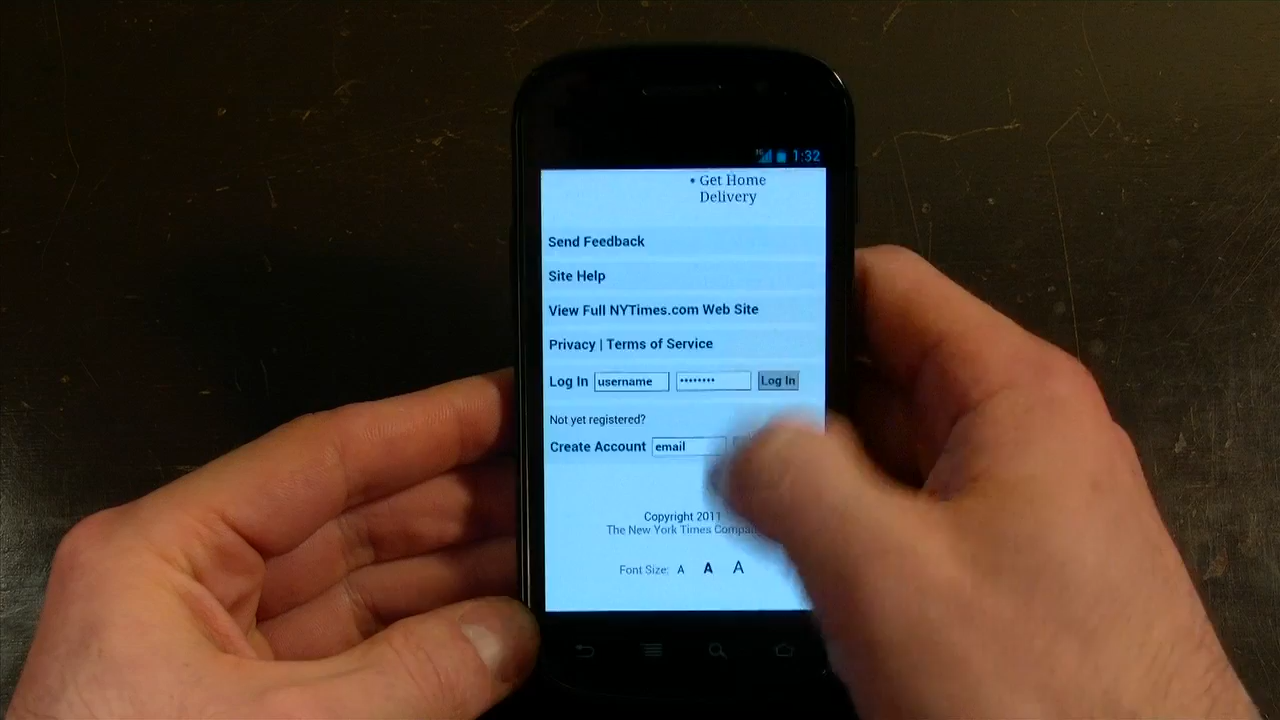 1:32
• Get Home
Delivery
Send Feedback
Site Help
View Full NYTimes.com Web Site
Privacy | Terms of Service
Log In username •••••••• Log In
Not yet registered?
Create Account email
Copyright 2011
The New York Times
Font Size: A A A